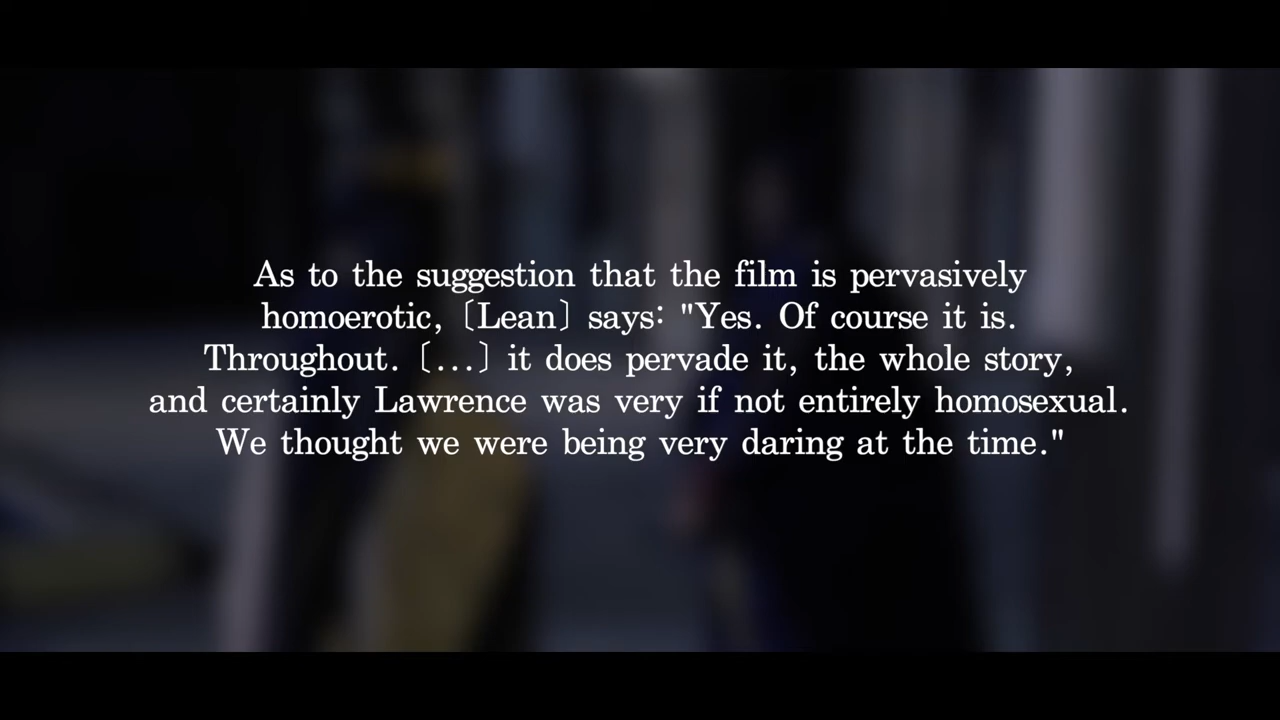 As to the suggestion that the film is pervasively
homoerotic, 〔Lean〕 says: "Yes. Of course it is.
Throughout. 〔...〕 it does pervade it, the whole story,
and certainly Lawrence was very if not entirely homosexual.
We thought we were being very daring at the time."